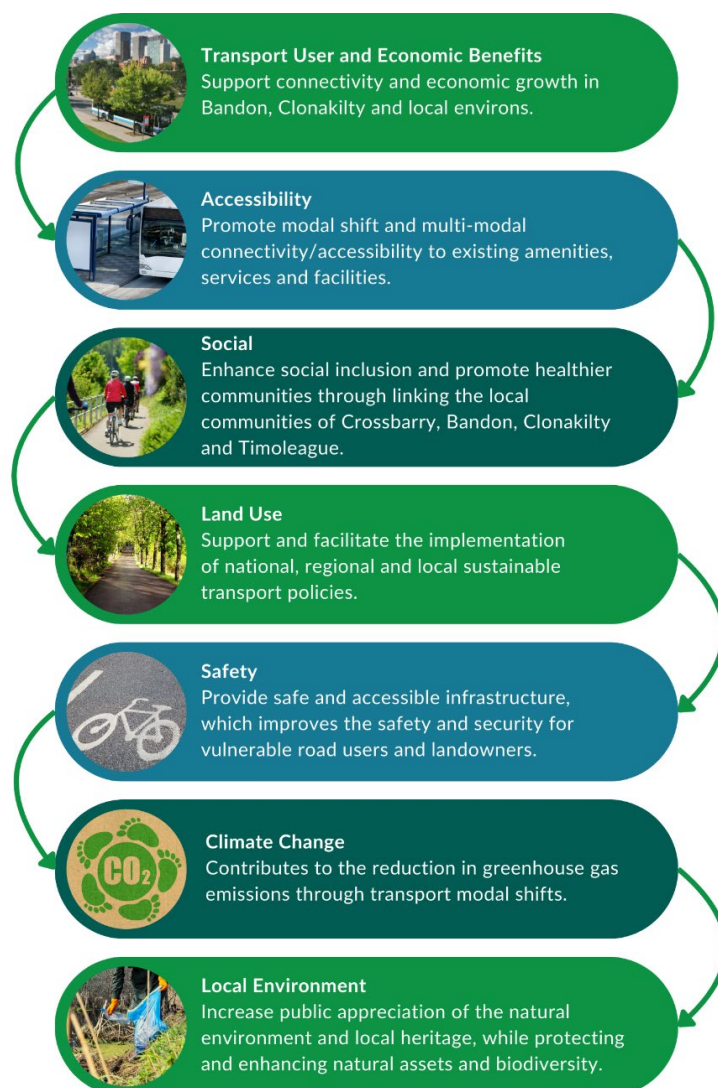 Transport User and Economic Benefits
Support connectivity and economic growth in
Bandon, Clonakilty and local environs.
Accessibility
Promote modal shift and multi-modal
connectivity/accessibility to existing amenities,
services and facilities.
Social
Enhance social inclusion and promote healthier
communities through linking the local
communities of Crossbarry, Bandon, Clonakilty
and Timoleague.
Land Use
Support and facilitate the implementation
of national, regional and local sustainable
transport policies.
Safety
Provide safe and accessible infrastructure,
which improves the safety and security for
vulnerable road users and landowners.
CO₂
Climate Change
Contributes to the reduction in greenhouse gas
emissions through transport modal shifts.
Local Environment
Increase public appreciation of the natural
environment and local heritage, while protecting
and enhancing natural assets and biodiversity.